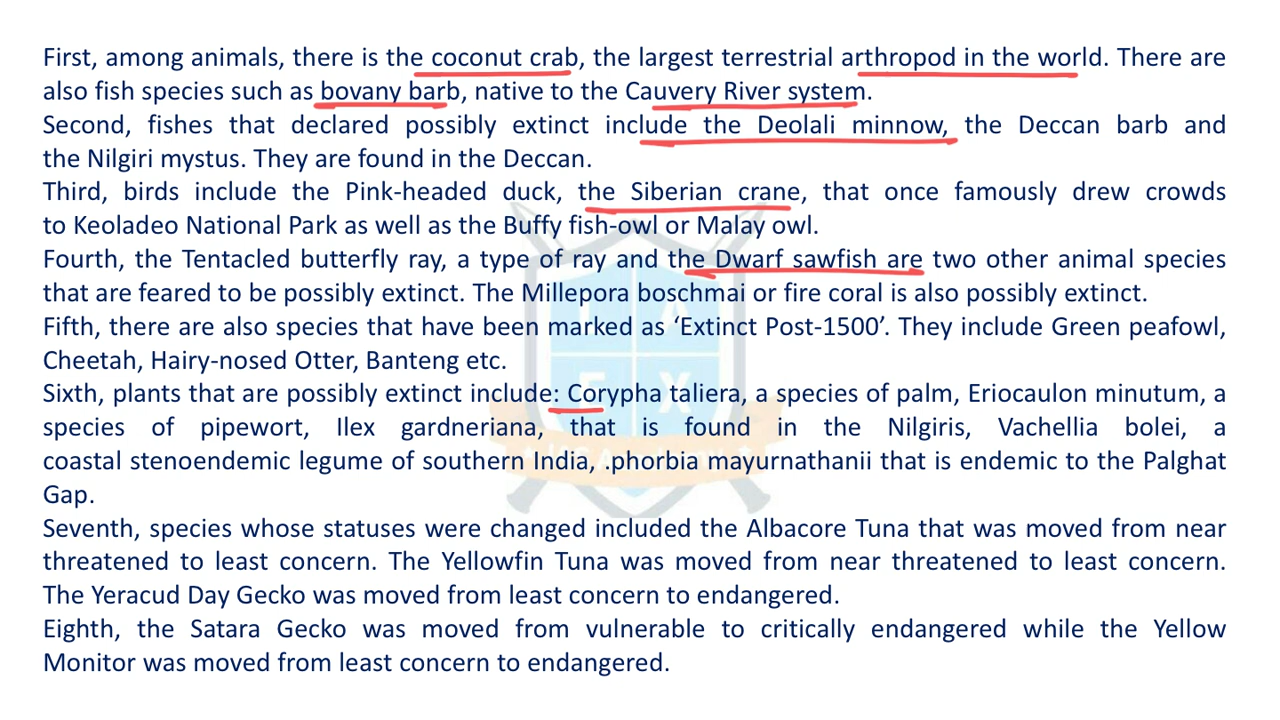 First, among animals, there is the coconut crab, the largest terrestrial arthropod in the world. There are
also fish species such as bovany barb, native to the Cauvery River system.
Second, fishes that declared possibly extinct include the Deolali minnow, the Deccan barb and
the Nilgiri mystus. They are found in the Deccan.
Third, birds include the Pink-headed duck, the Siberian crane, that once famously drew crowds
to Keoladeo National Park as well as the Buffy fish-owl or Malay owl.
Fourth, the Tentacled butterfly ray, a type of ray and the Dwarf sawfish are two other animal species
that are feared to be possibly extinct. The Millepora boschmai or fire coral is also possibly extinct.
Fifth, there are also species that have been marked as ‘Extinct Post-1500’. They include Green peafowl,
Cheetah, Hairy-nosed Otter, Banteng etc.
Sixth, plants that are possibly extinct include: Corypha taliera, a species of palm, Eriocaulon minutum, a
species of pipewort, Ilex gardneriana, that is found in the Nilgiris, Vachellia bolei, a
coastal stenoendemic legume of southern India, .phorbia mayurnathanii that is endemic to the Palghat
Gap.
Seventh, species whose statuses were changed included the Albacore Tuna that was moved from near
threatened to least concern. The Yellowfin Tuna was moved from near threatened to least concern.
The Yeracud Day Gecko was moved from least concern to endangered.
Eighth, the Satara Gecko was moved from vulnerable to critically endangered while the Yellow
Monitor was moved from least concern to endangered.